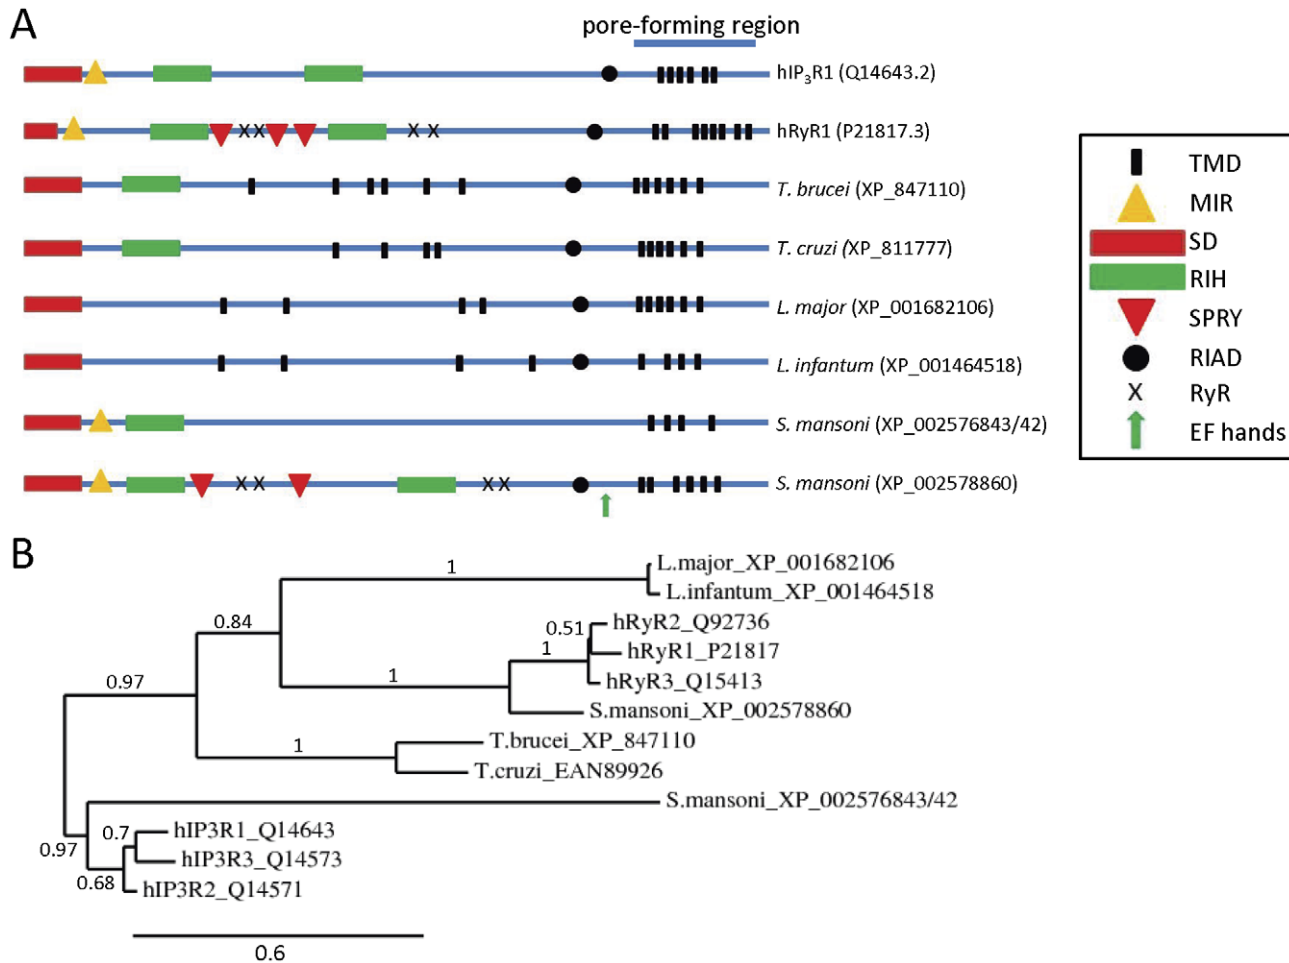 A
pore-forming region
hIP₃R1 (Q14643.2)
X X X X hRyR1 (P21817.3)
T. brucei (XP_847110)
T. cruzi (XP_811777)
L. major (XP_001682106)
L. infantum (XP_001464518)
S. mansoni (XP_002576843/42)
X X X X S. mansoni (XP_002578860)
TMD
MIR
SD
RIH
SPRY
RIAD
X RyR
EF hands
B
1 L.major_XP_001682106
L.infantum_XP_001464518
0.84
0.51 hRyR2_Q92736
1 hRyR1_P21817
1 hRyR3_Q15413
0.97
S.mansoni_XP_002578860
1 T.brucei_XP_847110
T.cruzi_EAN89926
S.mansoni_XP_002576843/42
0.7 hIP3R1_Q14643
0.97 hIP3R3_Q14573
0.68 hIP3R2_Q14571
0.6